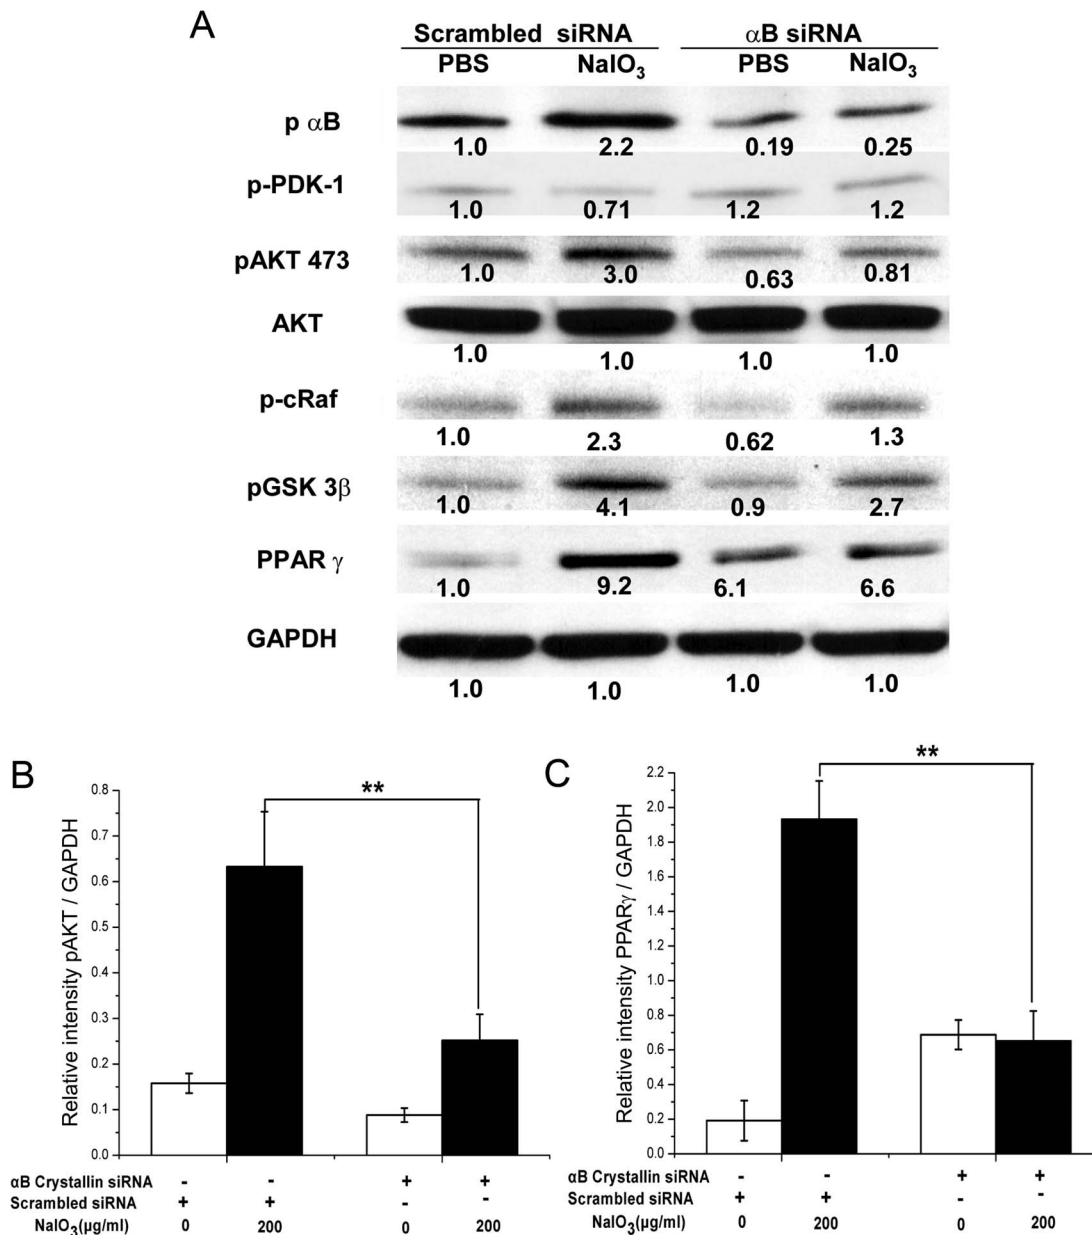 A
Scrambled siRNA αB siRNA
PBS NaIO3 PBS NaIO3
p αB
1.0 2.2 0.19 0.25
p-PDK-1
1.0 0.71 1.2 1.2
pAKT 473
1.0 3.0 0.63 0.81
AKT
1.0 1.0 1.0 1.0
p-cRaf
1.0 2.3 0.62 1.3
pGSK 3β
1.0 4.1 0.9 2.7
PPAR γ
1.0 9.2 6.1 6.6
GAPDH
1.0 1.0 1.0 1.0
B
Relative intensity pAKT / GAPDH
0.8
0.7
0.6
0.5
0.4
0.3
0.2
0.1
0.0
**
αB Crystallin siRNA - - + +
Scrambled siRNA + + - -
NaIO3(μg/ml) 0 200 0 200
C
Relative intensity PPARγ / GAPDH
2.2
2.0
1.8
1.6
1.4
1.2
1.0
0.8
0.6
0.4
0.2
0.0
**
αB Crystallin siRNA - - + +
Scrambled siRNA + + - -
NaIO3(μg/ml) 0 200 0 200